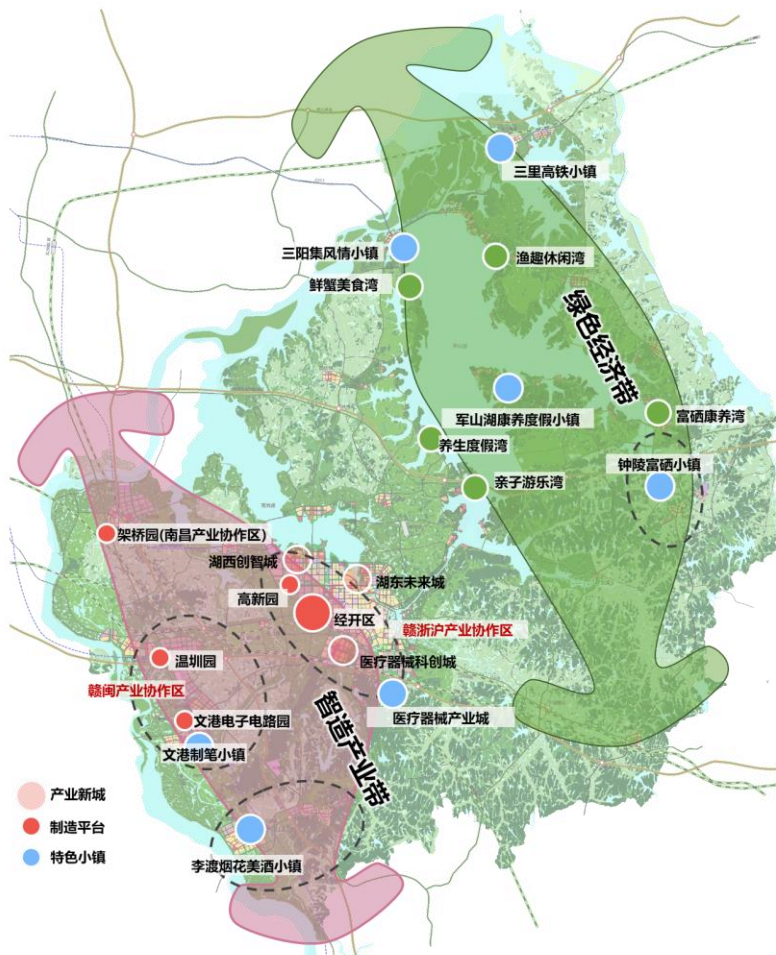 三里高铁小镇
三阳集风情小镇
渔趣休闲湾
鲜蟹美食湾
绿色经济带
军山湖康养度假小镇
富硒康养湾
养生度假湾
钟陵富硒小镇
亲子游乐湾
架桥园(南昌产业协作区)
湖西创智城
湖东未来城
高新园
经开区
赣浙沪产业协作区
温圳园
医疗器械科创城
赣闽产业协作区
医疗器械产业城
文港电子电路园
智造产业带
文港制笔小镇
产业新城
制造平台
特色小镇
李渡烟花美酒小镇